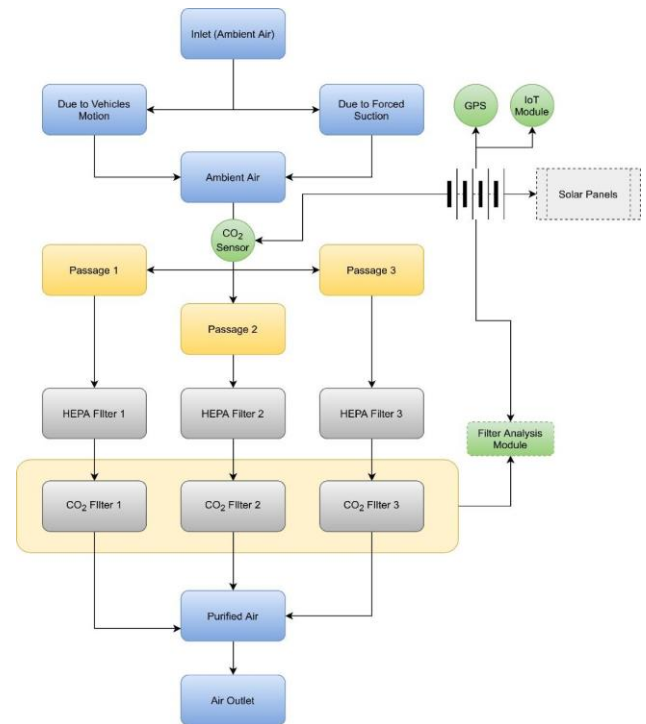 Inlet (Ambient Air)
Due to Vehicles
Motion
Due to Forced
Suction
GPS
IoT
Module
Ambient Air
Solar Panels
CO₂
Sensor
Passage 1
Passage 3
Passage 2
HEPA FIlter 1
HEPA FIlter 2
HEPA FIlter 3
Filter Analysis
Module
CO₂ FIlter 1
CO₂ FIlter 2
CO₂ FIlter 3
Purified Air
Air Outlet